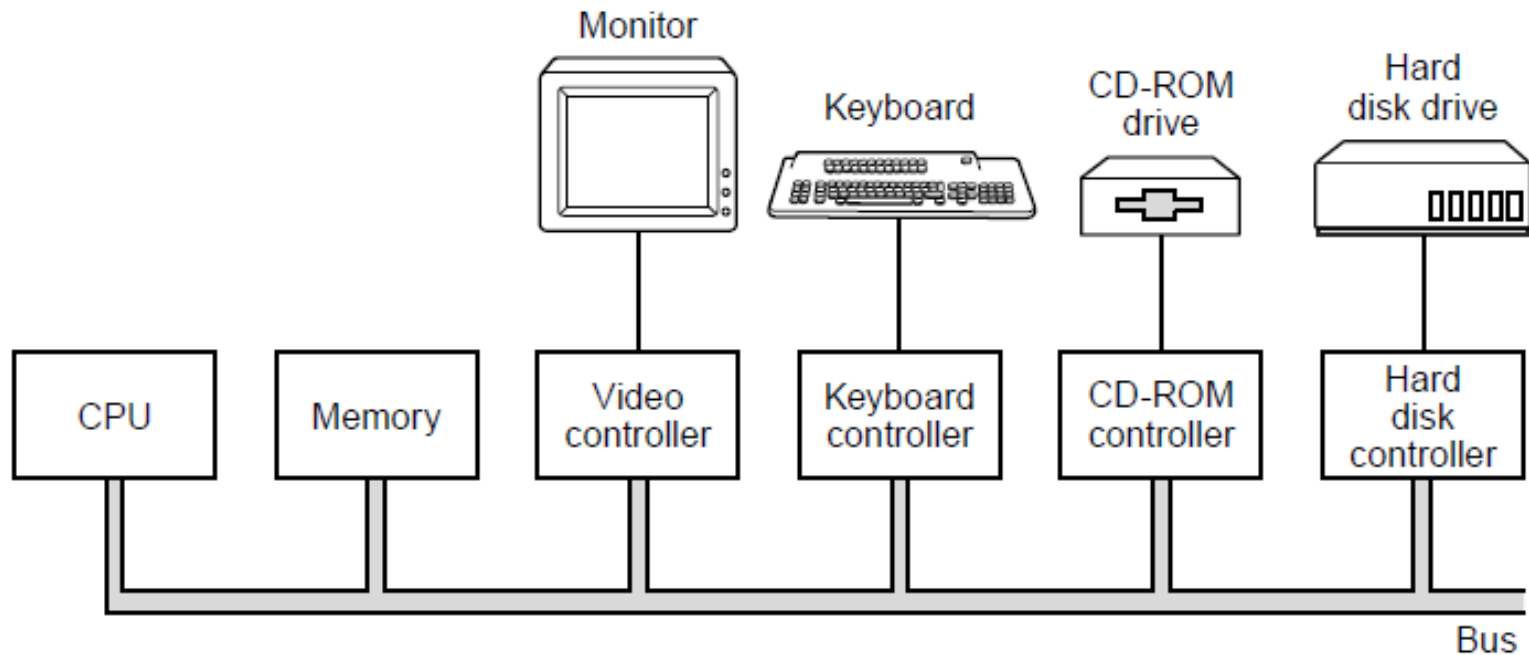 Monitor
Keyboard
CD-ROM
drive
Hard
disk drive
CPU
Memory
Video
controller
Keyboard
controller
CD-ROM
controller
Hard
disk
controller
Bus